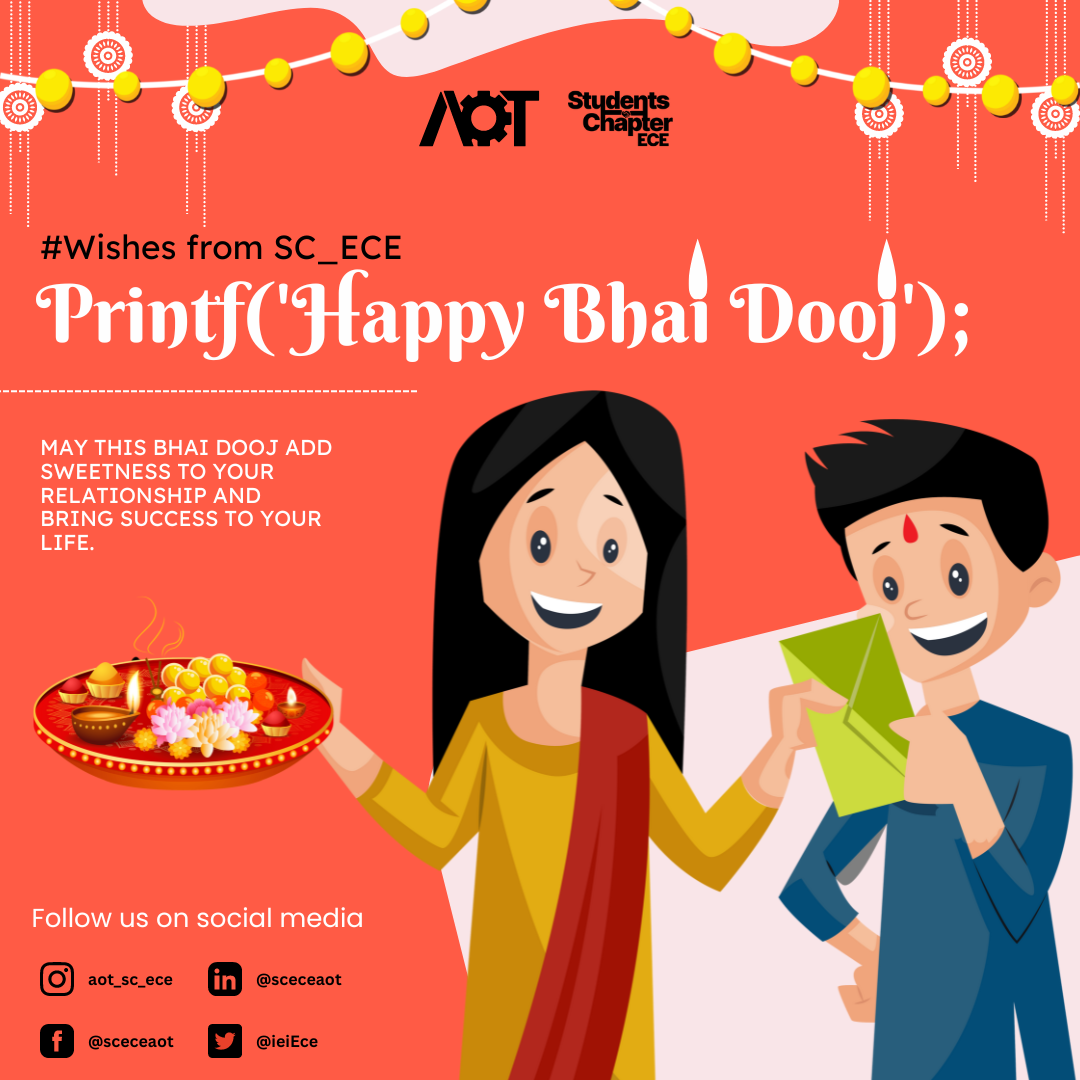 AOT
Students
Chapter
ECE
#Wishes from SC_ECE
Printf('Happy Bhai Dooj');
MAY THIS BHAI DOOJ ADD
SWEETNESS TO YOUR
RELATIONSHIP AND
BRING SUCCESS TO YOUR
LIFE.
Follow us on social media
aot_sc_ece
@sceceaot
@sceceaot
@ieiEce